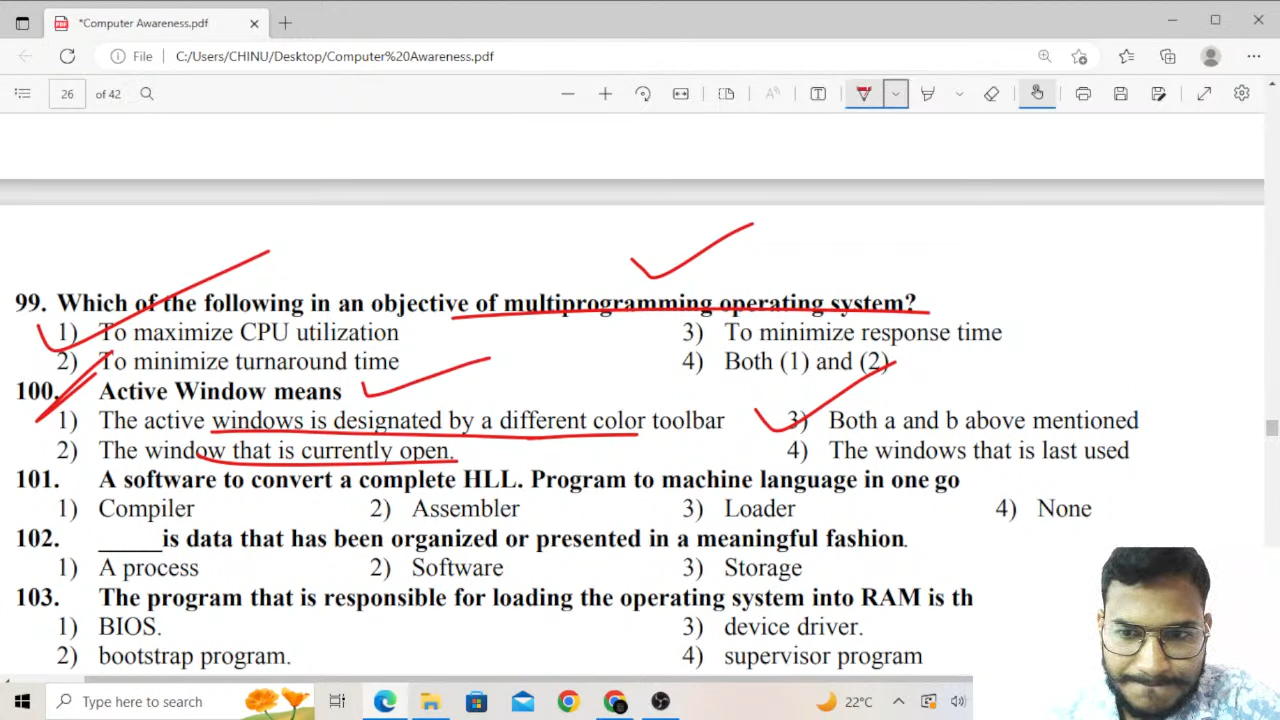 *Computer Awareness.pdf
File C:/Users/CHINU/Desktop/Computer%20Awareness.pdf
26 of 42
99. Which of the following in an objective of multiprogramming operating system?
1) To maximize CPU utilization 3) To minimize response time
2) To minimize turnaround time 4) Both (1) and (2)
100. Active Window means
1) The active windows is designated by a different color toolbar 3) Both a and b above mentioned
2) The window that is currently open. 4) The windows that is last used
101. A software to convert a complete HLL. Program to machine language in one go
1) Compiler 2) Assembler 3) Loader 4) None
102. _____is data that has been organized or presented in a meaningful fashion.
1) A process 2) Software 3) Storage
103. The program that is responsible for loading the operating system into RAM is th
1) BIOS. 3) device driver.
2) bootstrap program. 4) supervisor program
Type here to search 22°C